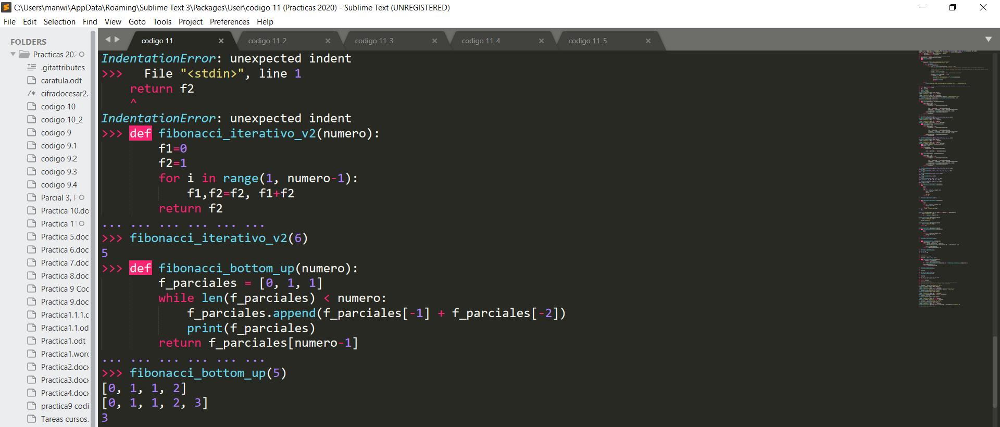 C:\Users\manwi\AppData\Roaming\Sublime Text 3\Packages\User\codigo 11 (Practicas 2020) - Sublime Text (UNREGISTERED)
File Edit Selection Find View Goto Tools Project Preferences Help
FOLDERS
Practicas 202
.gitattributes
caratula.odt
cifradocesar2.
codigo 10
codigo 10_2
codigo 9
codigo 9.1
codigo 9.2
codigo 9.3
codigo 9.4
Parcial 3, P
Practica 10.do
Practica 11
Practica 5.doc
Practica 6.doc
Practica 7.doc
Practica 8.doc
Practica 9 Coc
Practica 9.doc
Practica1.1.1.c
Practica1.1.od
Practica1.odt
Practica1.word
Practica2.docx
Practica3.docx
Practica4.docx
practica9 codi
Tareas cursos.
codigo 11
codigo 11_2
codigo 11_3
codigo 11_4
codigo 11_5
IndentationError: unexpected indent
>>>   File "<stdin>", line 1
    return f2
    ^
IndentationError: unexpected indent
>>> def fibonacci_iterativo_v2(numero):
        f1=0
        f2=1
        for i in range(1, numero-1):
            f1,f2=f2, f1+f2
        return f2
... ... ... ... ... ...
>>> fibonacci_iterativo_v2(6)
5
>>> def fibonacci_bottom_up(numero):
        f_parciales = [0, 1, 1]
        while len(f_parciales) < numero:
            f_parciales.append(f_parciales[-1] + f_parciales[-2])
            print(f_parciales)
        return f_parciales[numero-1]
... ... ... ... ... ...
>>> fibonacci_bottom_up(5)
[0, 1, 1, 2]
[0, 1, 1, 2, 3]
3